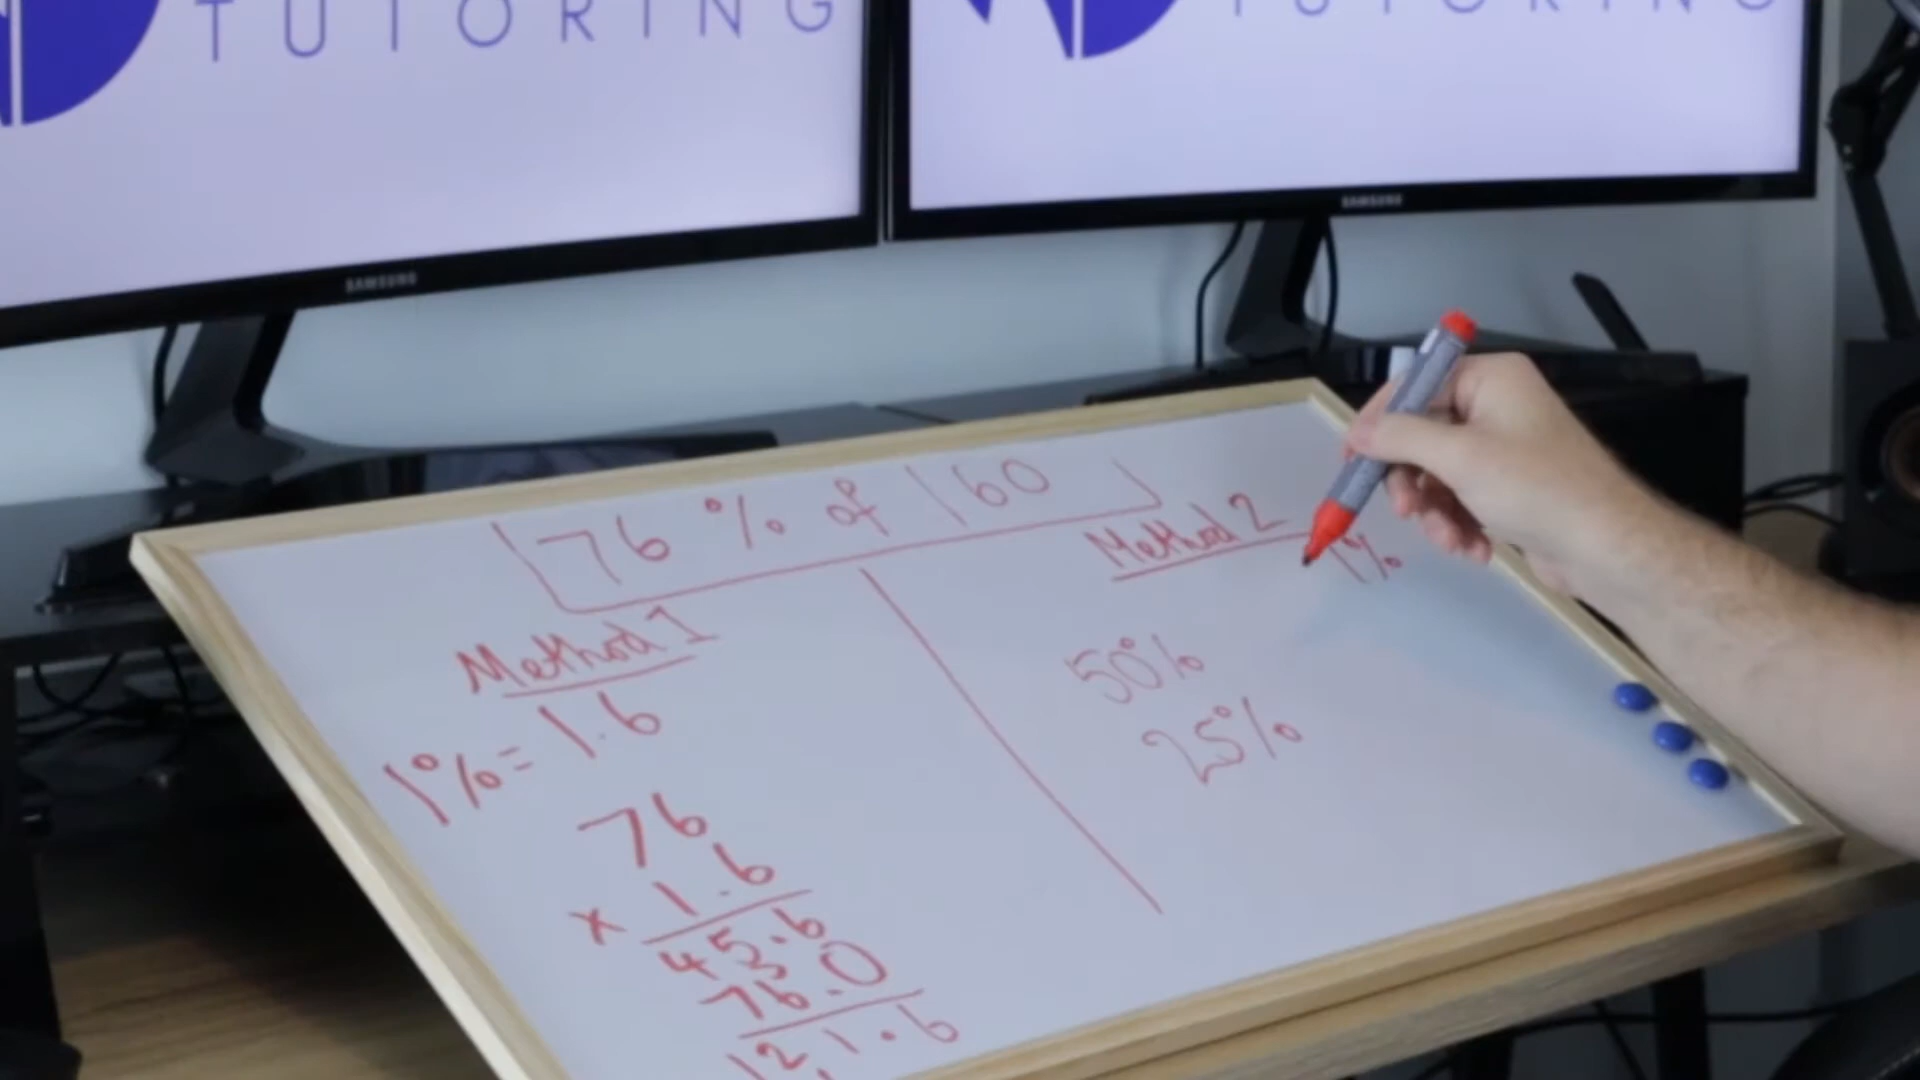 TUTORING
TUTORING
SAMSUNG
SAMSUNG
76 % of 160
Method 1
1% = 1.6
76
x 1.6
45.6
76.0
121.6
Method 2
1%
50%
25%